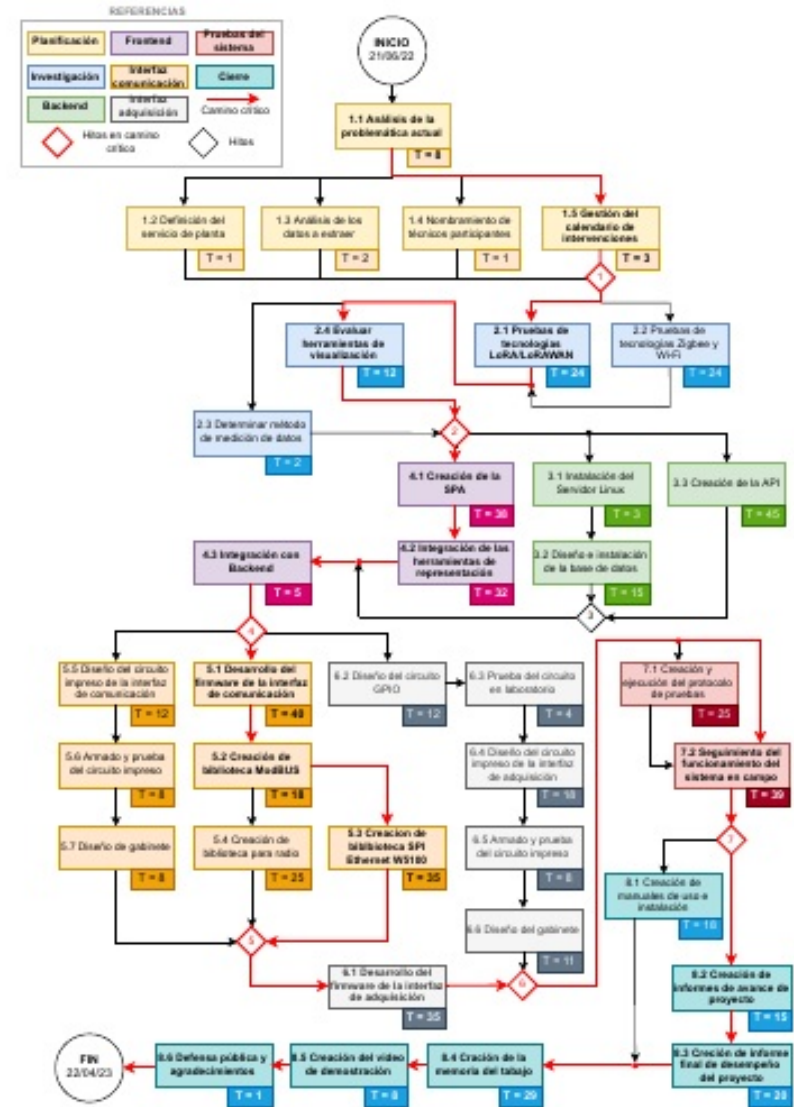 REFERENCIAS
Planificación
Frontend
Pruebas del
sistema
Investigación
Interfaz
comunicación
Cierre
Backend
Interfaz
adquisición
Camino crítico
Hitos en camino
crítico
Hitos
INICIO
21/06/22
1.1 Análisis de la
problemática actual
T = 8
1.2 Definición del
servicio de planta
T = 1
1.3 Análisis de los
datos a extraer
T = 2
1.4 Nombramiento de
técnicos participantes
T = 1
1.5 Gestión del
calendario de
intervenciones
T = 3
1
2.4 Evaluar
herramientas de
visualización
T = 12
2.1 Pruebas de
tecnologías
LoRA/LoRAWAN
T = 24
2.2 Pruebas de
tecnologías Zigbee y
Wi-Fi
T = 24
2.3 Determinar método
de medición de datos
T = 2
2
4.1 Creación de la
SPA
T = 38
3.1 Instalación del
Servidor Linux
T = 3
3.3 Creación de la API
T = 45
4.3 Integración con
Backend
T = 5
4.2 Integración de las
herramientas de
representación
T = 32
3.2 Diseño e instalación
de la base de datos
T = 15
3
4
5.5 Diseño del circuito
impreso de la interfaz
de comunicación
T = 12
5.1 Desarrollo del
firmware de la interfaz
de comunicación
T = 40
6.2 Diseño del circuito
GPIO
T = 12
6.3 Prueba del circuito
en laboratorio
T = 4
7.1 Creación y
ejecución del protocolo
de pruebas
T = 25
5.6 Armado y prueba
del circuito impreso
T = 8
5.2 Creación de
biblioteca ModBUS
T = 18
6.4 Diseño del circuito
impreso de la interfaz
de adquisición
T = 18
7.2 Seguimiento del
funcionamiento del
sistema en campo
T = 39
5.7 Diseño de gabinete
T = 8
5.4 Creación de
biblioteca para radio
T = 25
5.3 Creacion de
biblbioteca SPI
Ethernet W5100
T = 35
6.5 Armado y prueba
del circuito impreso
T = 8
7
8.1 Creación de
manuales de uso e
instalación
T = 18
6.6 Diseño del gabinete
T = 11
5
6.1 Desarrollo del
firmware de la interfaz
de adquisición
T = 35
6
8.2 Creación de
informes de avance de
proyecto
T = 15
FIN
22/04/23
8.6 Defensa pública y
agradecimientos
T = 1
8.5 Creación del video
de demostración
T = 8
8.4 Cración de la
memoria del tabajo
T = 29
8.3 Creción de informe
final de desempeño
del proyecto
T = 20